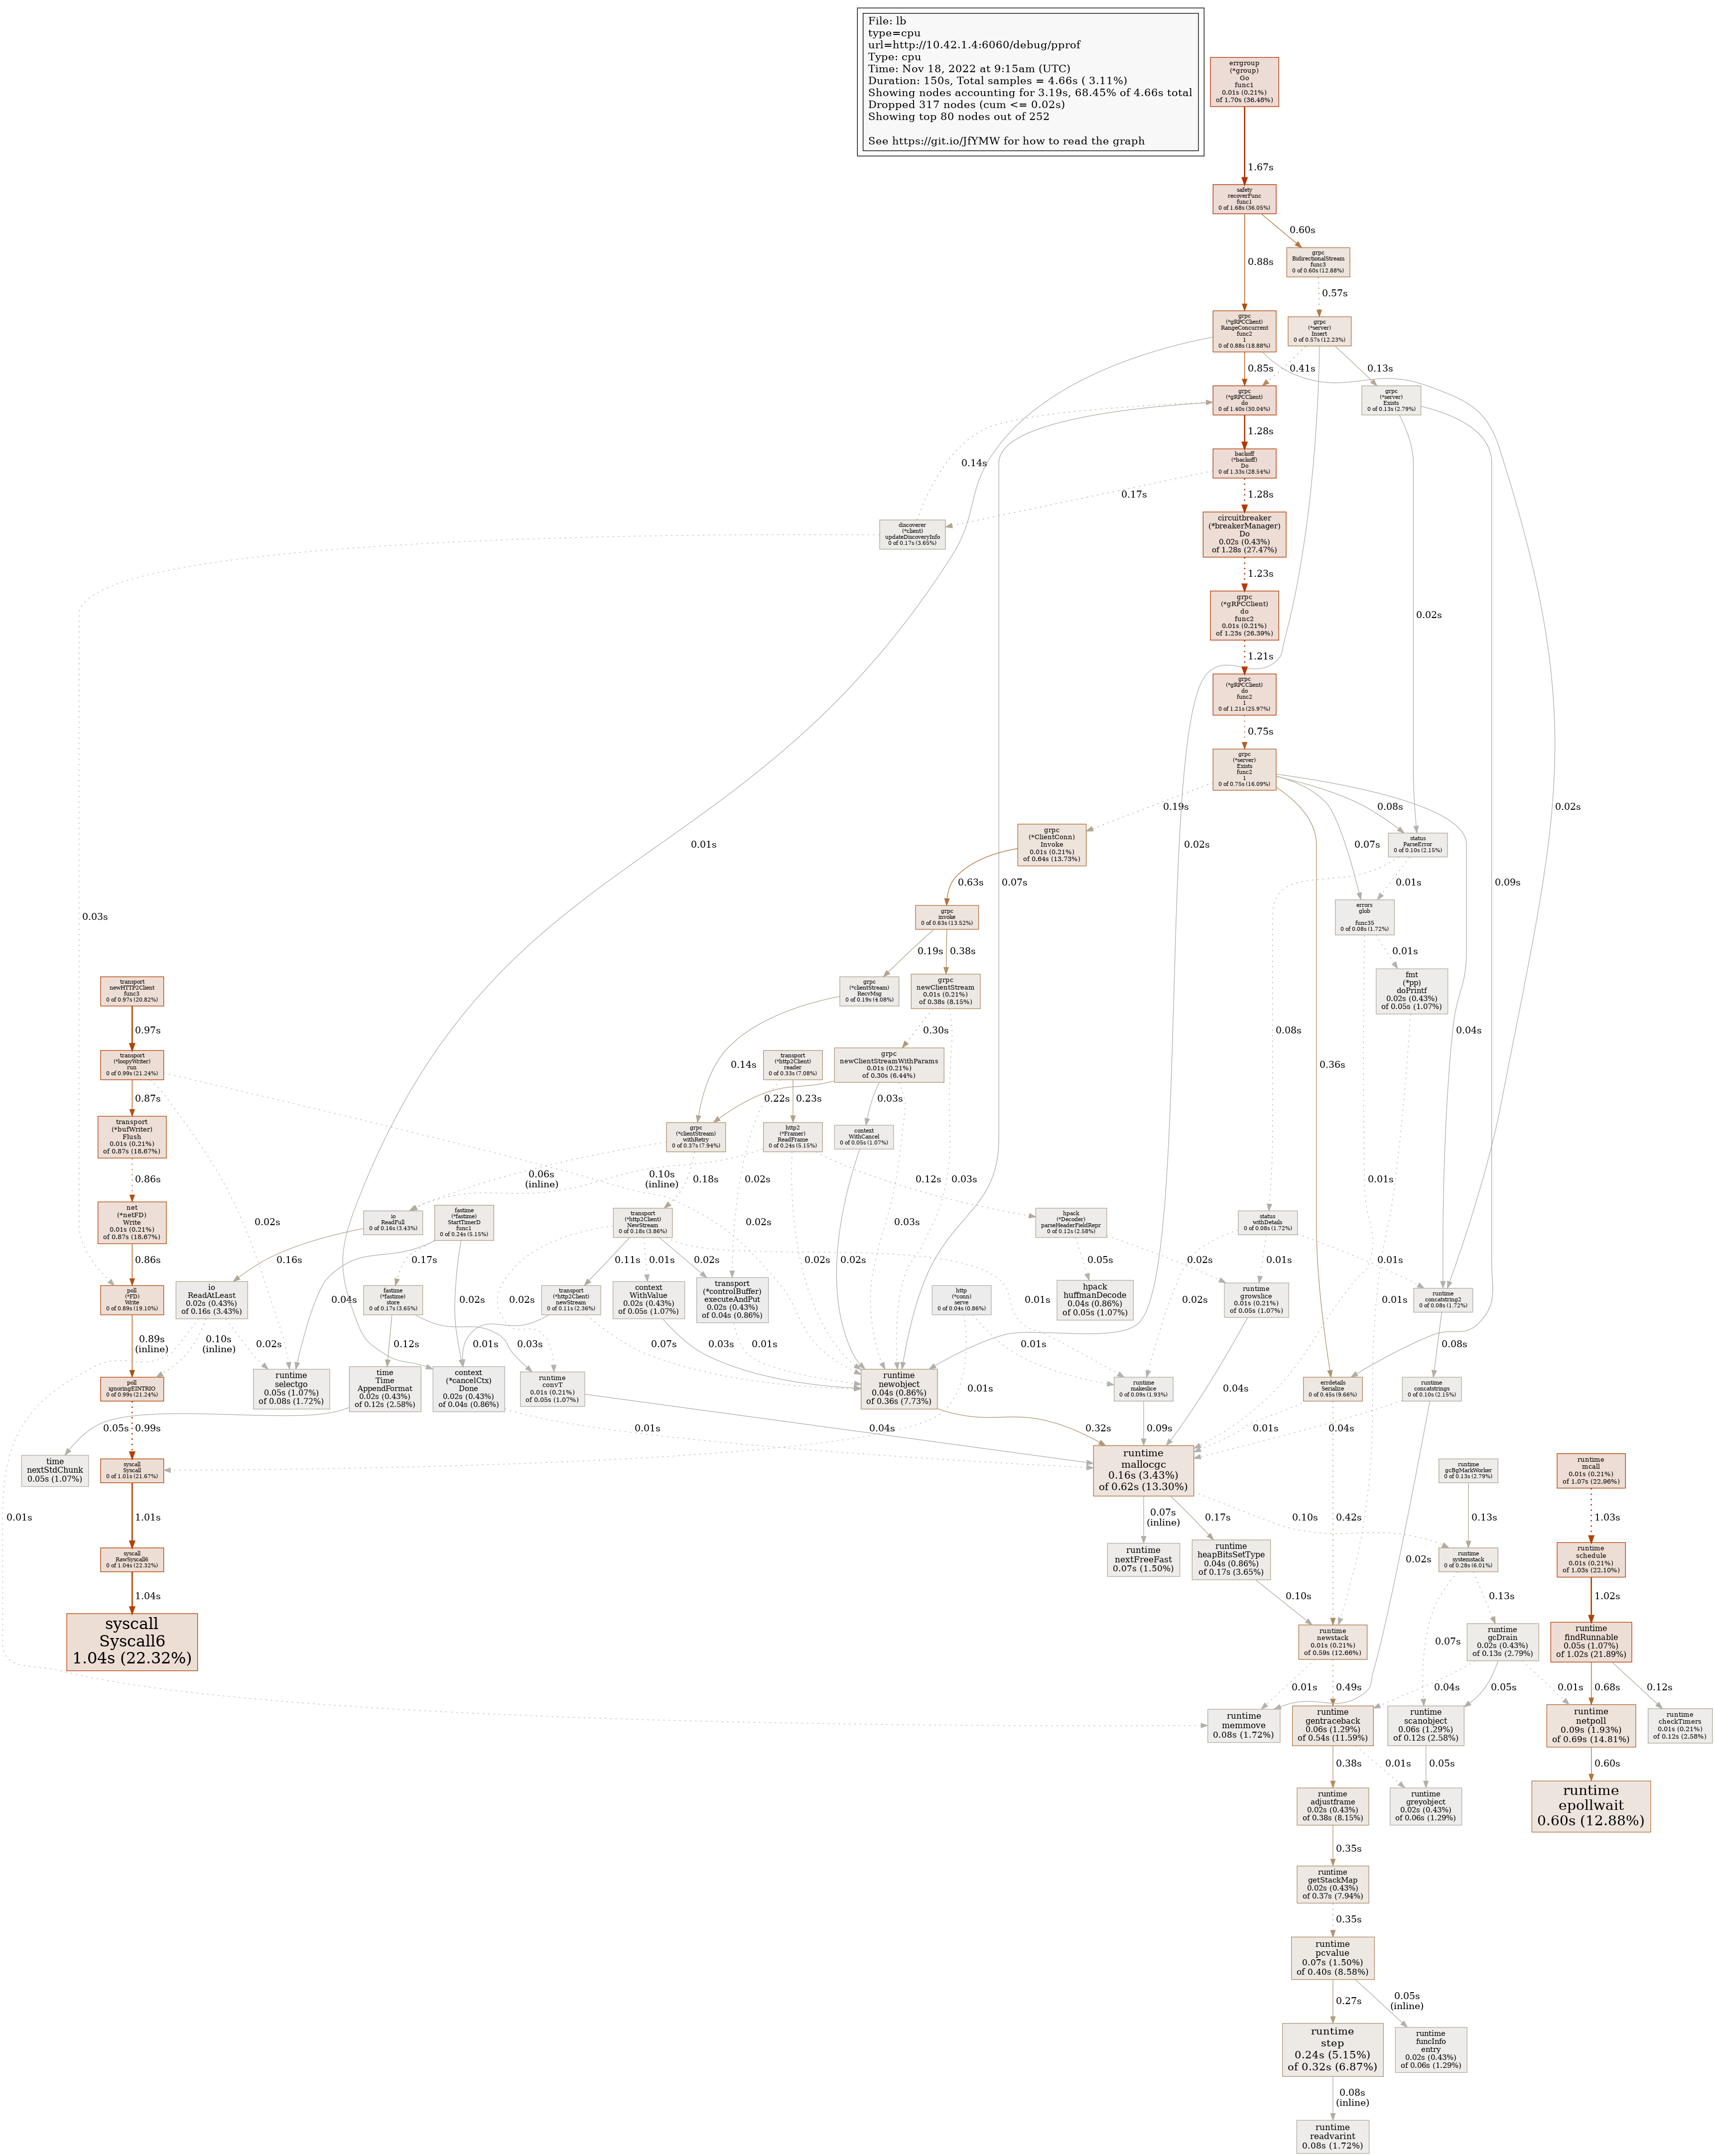 File: lb
type=cpu
url=http://10.42.1.4:6060/debug/pprof
Type: cpu
Time: Nov 18, 2022 at 9:15am (UTC)
Duration: 150s, Total samples = 4.66s ( 3.11%)
Showing nodes accounting for 3.19s, 68.45% of 4.66s total
Dropped 317 nodes (cum <= 0.02s)
Showing top 80 nodes out of 252
See https://git.io/JfYMW for how to read the graph
errgroup
(*group)
Go
func1
0.01s (0.21%)
of 1.70s (36.48%)
1.67s
safety
recoverFunc
func1
0 of 1.68s (36.05%)
0.88s
0.60s
grpc
BidirectionalStream
func3
0 of 0.60s (12.88%)
0.57s
grpc
(*gRPCClient)
RangeConcurrent
func2
1
0 of 0.88s (18.88%)
grpc
(*server)
Insert
0 of 0.57s (12.23%)
0.85s
0.41s
0.13s
grpc
(*gRPCClient)
do
0 of 1.40s (30.04%)
grpc
(*server)
Exists
0 of 0.13s (2.79%)
1.28s
0.14s
backoff
(*backoff)
Do
0 of 1.33s (28.54%)
0.17s
1.28s
discoverer
(*client)
updateDiscoveryInfo
0 of 0.17s (3.65%)
circuitbreaker
(*breakerManager)
Do
0.02s (0.43%)
of 1.28s (27.47%)
1.23s
grpc
(*gRPCClient)
do
func2
0.01s (0.21%)
of 1.23s (26.39%)
0.02s
1.21s
grpc
(*gRPCClient)
do
func2
1
0 of 1.21s (25.97%)
0.75s
grpc
(*server)
Exists
func2
1
0 of 0.75s (16.09%)
0.19s
0.08s
0.02s
grpc
(*ClientConn)
Invoke
0.01s (0.21%)
of 0.64s (13.73%)
status
ParseError
0 of 0.10s (2.15%)
0.01s
0.02s
0.07s
0.63s
0.07s
0.01s
0.09s
grpc
invoke
0 of 0.63s (13.52%)
errors
glob
.
func35
0 of 0.08s (1.72%)
0.03s
0.19s
0.38s
0.01s
transport
newHTTP2Client
func3
0 of 0.97s (20.82%)
grpc
(*clientStream)
RecvMsg
0 of 0.19s (4.08%)
grpc
newClientStream
0.01s (0.21%)
of 0.38s (8.15%)
fmt
(*pp)
doPrintf
0.02s (0.43%)
of 0.05s (1.07%)
0.97s
0.30s
0.08s
0.04s
transport
(*loopyWriter)
run
0 of 0.99s (21.24%)
transport
(*http2Client)
reader
0 of 0.33s (7.08%)
grpc
newClientStreamWithParams
0.01s (0.21%)
of 0.30s (6.44%)
0.14s
0.36s
0.87s
0.22s
0.23s
0.03s
transport
(*bufWriter)
Flush
0.01s (0.21%)
of 0.87s (18.67%)
grpc
(*clientStream)
withRetry
0 of 0.37s (7.94%)
http2
(*Framer)
ReadFrame
0 of 0.24s (5.15%)
context
WithCancel
0 of 0.05s (1.07%)
0.86s
0.06s
(inline)
0.10s
(inline)
0.18s
0.02s
0.12s
0.03s
0.01s
net
(*netFD)
Write
0.01s (0.21%)
of 0.87s (18.67%)
0.02s
io
ReadFull
0 of 0.16s (3.43%)
fastime
(*fastime)
StartTimerD
func1
0 of 0.24s (5.15%)
transport
(*http2Client)
NewStream
0 of 0.18s (3.86%)
0.02s
0.03s
hpack
(*Decoder)
parseHeaderFieldRepr
0 of 0.12s (2.58%)
status
withDetails
0 of 0.08s (1.72%)
0.86s
0.16s
0.17s
0.11s
0.01s
0.02s
0.02s
0.02s
0.05s
0.02s
0.01s
0.01s
poll
(*FD)
Write
0 of 0.89s (19.10%)
io
ReadAtLeast
0.02s (0.43%)
of 0.16s (3.43%)
0.04s
fastime
(*fastime)
store
0 of 0.17s (3.65%)
0.02s
0.02s
transport
(*http2Client)
newStream
0 of 0.11s (2.36%)
context
WithValue
0.02s (0.43%)
of 0.05s (1.07%)
transport
(*controlBuffer)
executeAndPut
0.02s (0.43%)
of 0.04s (0.86%)
http
(*conn)
serve
0 of 0.04s (0.86%)
0.01s
hpack
huffmanDecode
0.04s (0.86%)
of 0.05s (1.07%)
0.02s
runtime
growslice
0.01s (0.21%)
of 0.05s (1.07%)
0.01s
runtime
concatstring2
0 of 0.08s (1.72%)
0.89s
(inline)
0.10s
(inline)
0.02s
0.12s
0.01s
0.03s
0.07s
0.03s
0.01s
0.01s
0.08s
poll
ignoringEINTRIO
0 of 0.99s (21.24%)
runtime
selectgo
0.05s (1.07%)
of 0.08s (1.72%)
time
Time
AppendFormat
0.02s (0.43%)
of 0.12s (2.58%)
context
(*cancelCtx)
Done
0.02s (0.43%)
of 0.04s (0.86%)
runtime
convT
0.01s (0.21%)
of 0.05s (1.07%)
runtime
newobject
0.04s (0.86%)
of 0.36s (7.73%)
0.01s
runtime
makeslice
0 of 0.09s (1.93%)
0.04s
errdetails
Serialize
0 of 0.45s (9.66%)
runtime
concatstrings
0 of 0.10s (2.15%)
0.05s
0.99s
0.01s
0.04s
0.32s
0.09s
0.01s
0.04s
time
nextStdChunk
0.05s (1.07%)
syscall
Syscall
0 of 1.01s (21.67%)
runtime
mallocgc
0.16s (3.43%)
of 0.62s (13.30%)
runtime
gcBgMarkWorker
0 of 0.13s (2.79%)
runtime
mcall
0.01s (0.21%)
of 1.07s (22.96%)
0.01s
1.01s
0.07s
(inline)
0.17s
0.10s
0.42s
0.13s
1.03s
syscall
RawSyscall6
0 of 1.04s (22.32%)
runtime
nextFreeFast
0.07s (1.50%)
runtime
heapBitsSetType
0.04s (0.86%)
of 0.17s (3.65%)
0.02s
runtime
systemstack
0 of 0.28s (6.01%)
runtime
schedule
0.01s (0.21%)
of 1.03s (22.10%)
1.04s
0.10s
0.13s
1.02s
syscall
Syscall6
1.04s (22.32%)
runtime
newstack
0.01s (0.21%)
of 0.59s (12.66%)
0.07s
runtime
gcDrain
0.02s (0.43%)
of 0.13s (2.79%)
runtime
findRunnable
0.05s (1.07%)
of 1.02s (21.89%)
0.01s
0.49s
0.04s
0.05s
0.01s
0.68s
0.12s
runtime
memmove
0.08s (1.72%)
runtime
gentraceback
0.06s (1.29%)
of 0.54s (11.59%)
runtime
scanobject
0.06s (1.29%)
of 0.12s (2.58%)
runtime
netpoll
0.09s (1.93%)
of 0.69s (14.81%)
runtime
checkTimers
0.01s (0.21%)
of 0.12s (2.58%)
0.38s
0.01s
0.05s
0.60s
runtime
adjustframe
0.02s (0.43%)
of 0.38s (8.15%)
runtime
greyobject
0.02s (0.43%)
of 0.06s (1.29%)
runtime
epollwait
0.60s (12.88%)
0.35s
runtime
getStackMap
0.02s (0.43%)
of 0.37s (7.94%)
0.35s
runtime
pcvalue
0.07s (1.50%)
of 0.40s (8.58%)
0.27s
0.05s
(inline)
runtime
step
0.24s (5.15%)
of 0.32s (6.87%)
runtime
funcInfo
entry
0.02s (0.43%)
of 0.06s (1.29%)
0.08s
(inline)
runtime
readvarint
0.08s (1.72%)